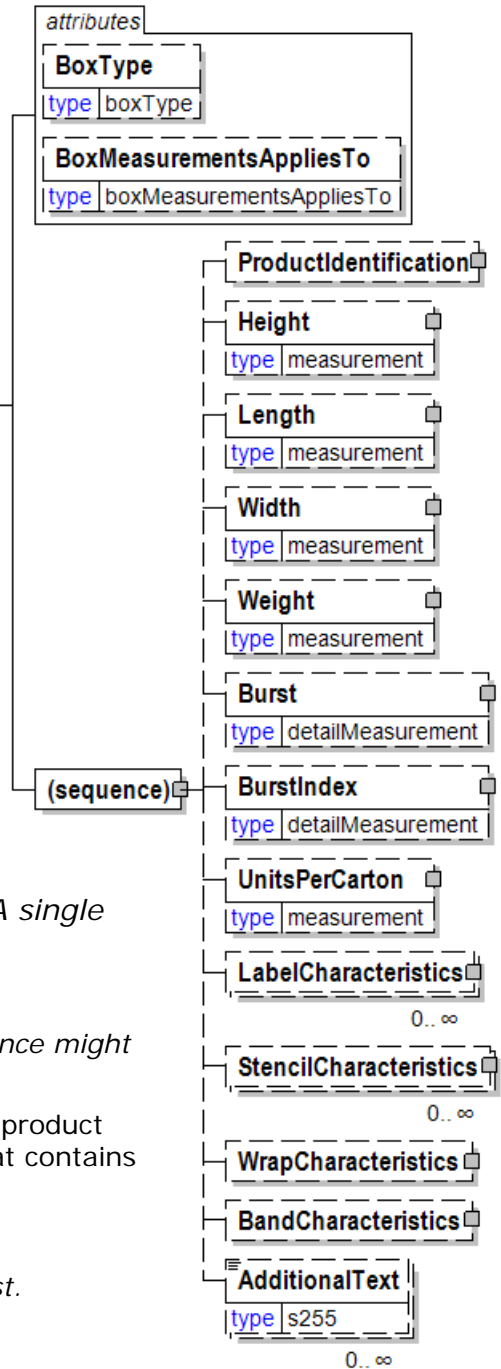 attributes
BoxType
type boxType
BoxMeasurementsAppliesTo
type boxMeasurementsAppliesTo
(sequence)
ProductIdentification
Height
type measurement
Length
type measurement
Width
type measurement
Weight
type measurement
Burst
type detailMeasurement
BurstIndex
type detailMeasurement
UnitsPerCarton
type measurement
LabelCharacteristics
0.. ∞
StencilCharacteristics
0.. ∞
WrapCharacteristics
BandCharacteristics
AdditionalText
type s255
0.. ∞
A single
nce might
product
at contains
st.